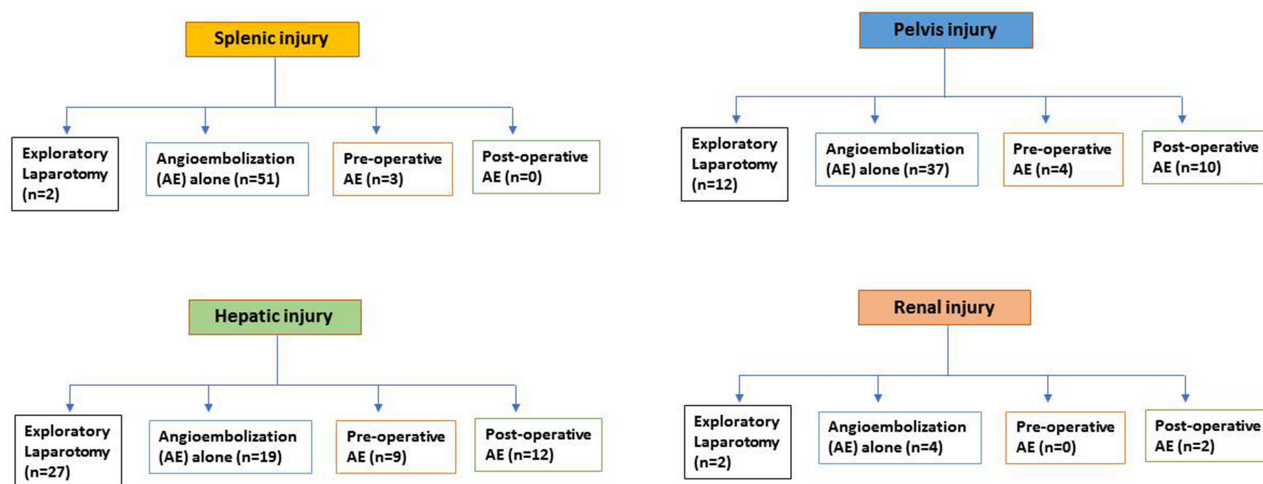 Splenic injury
Exploratory
Laparotomy
(n=2)
Angioembolization
(AE) alone (n=51)
Pre-operative
AE (n=3)
Post-operative
AE (n=0)
Pelvis injury
Exploratory
Laparotomy
(n=12)
Angioembolization
(AE) alone (n=37)
Pre-operative
AE (n=4)
Post-operative
AE (n=10)
Hepatic injury
Exploratory
Laparotomy
(n=27)
Angioembolization
(AE) alone (n=19)
Pre-operative
AE (n=9)
Post-operative
AE (n=12)
Renal injury
Exploratory
Laparotomy
(n=2)
Angioembolization
(AE) alone (n=4)
Pre-operative
AE (n=0)
Post-operative
AE (n=2)